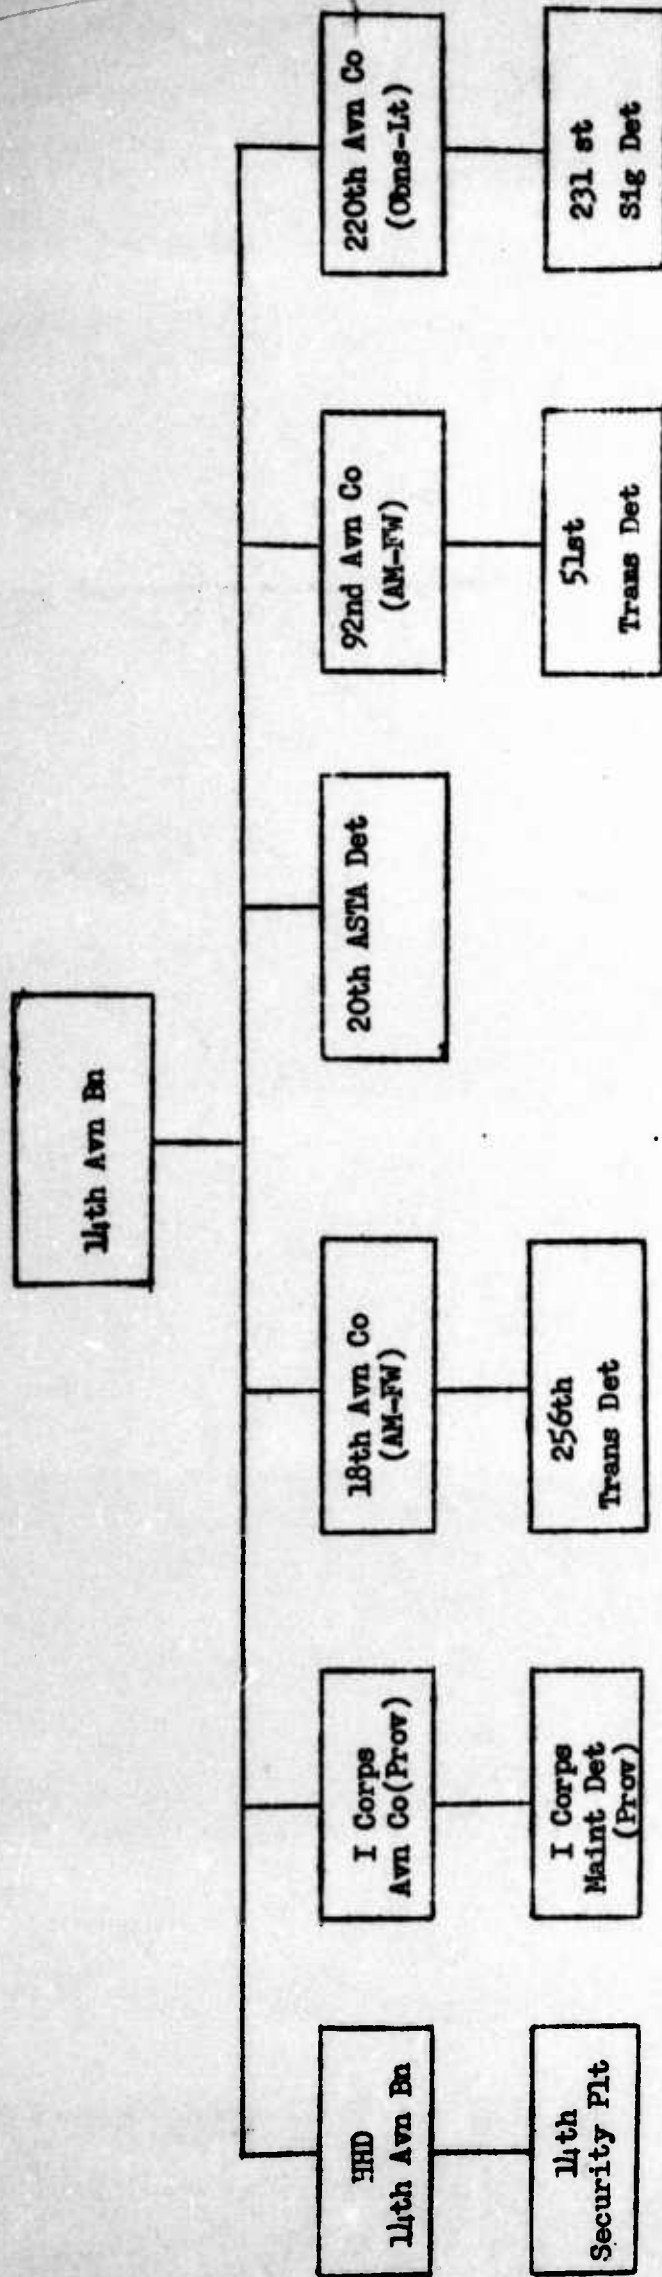 14th Avn Bn
HHD
14th Avn Bn
I Corps
Avn Co(Prov)
18th Avn Co
(AM-FW)
20th ASTA Det
92nd Avn Co
(AM-FW)
220th Avn Co
(Obns-Lt)
14th
Security Plt
I Corps
Maint Det
(Prov)
256th
Trans Det
51st
Trans Det
231 st
Sig Det